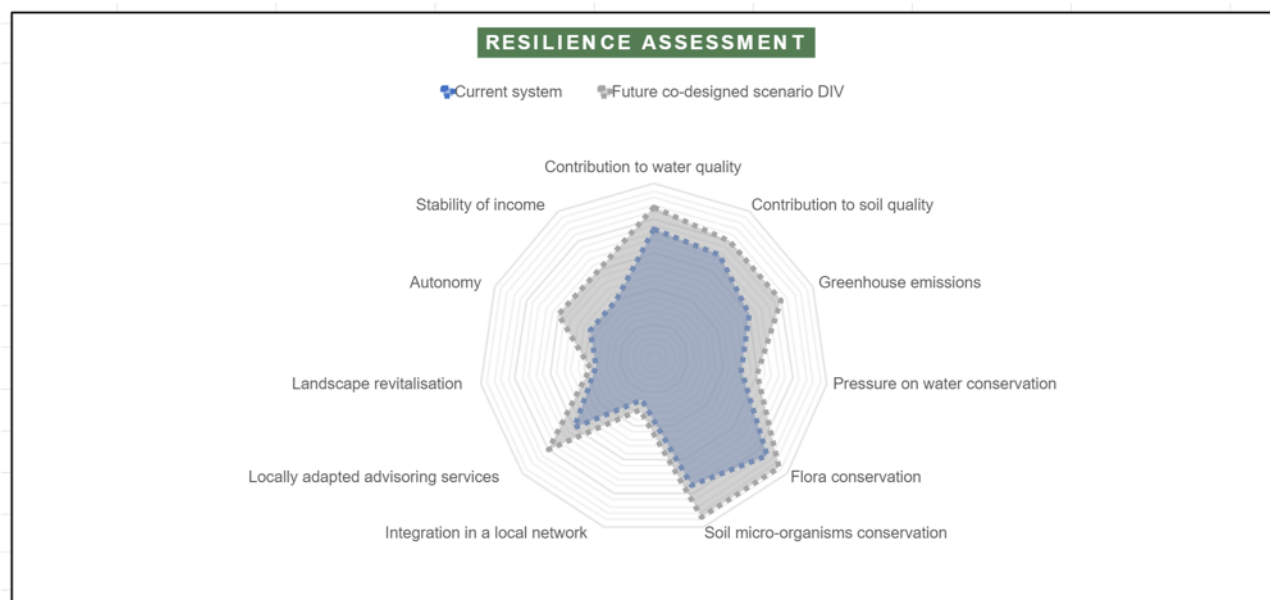 RESILIENCE ASSESSMENT
Current system
Future co-designed scenario DIV
Contribution to water quality
Stability of income
Contribution to soil quality
Autonomy
Greenhouse emissions
Landscape revitalisation
Pressure on water conservation
Locally adapted advisoring services
Flora conservation
Integration in a local network
Soil micro-organisms conservation